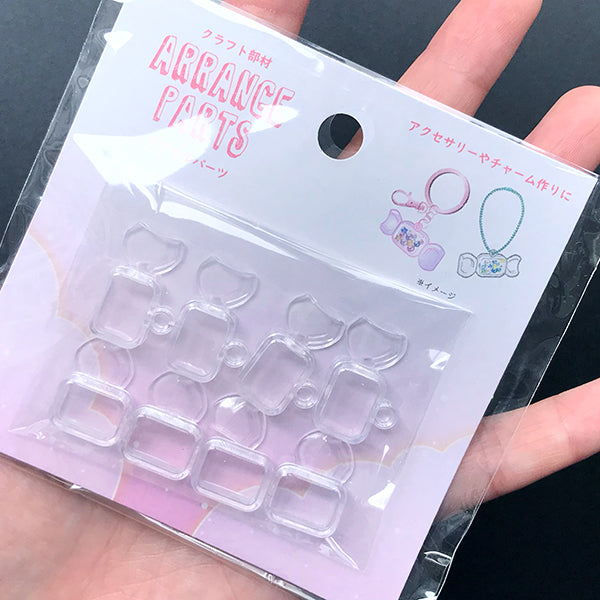 クラフト部材
ARRANGE
PARTS
パーツ
アクセサリーやチャーム作りに
※イメージ